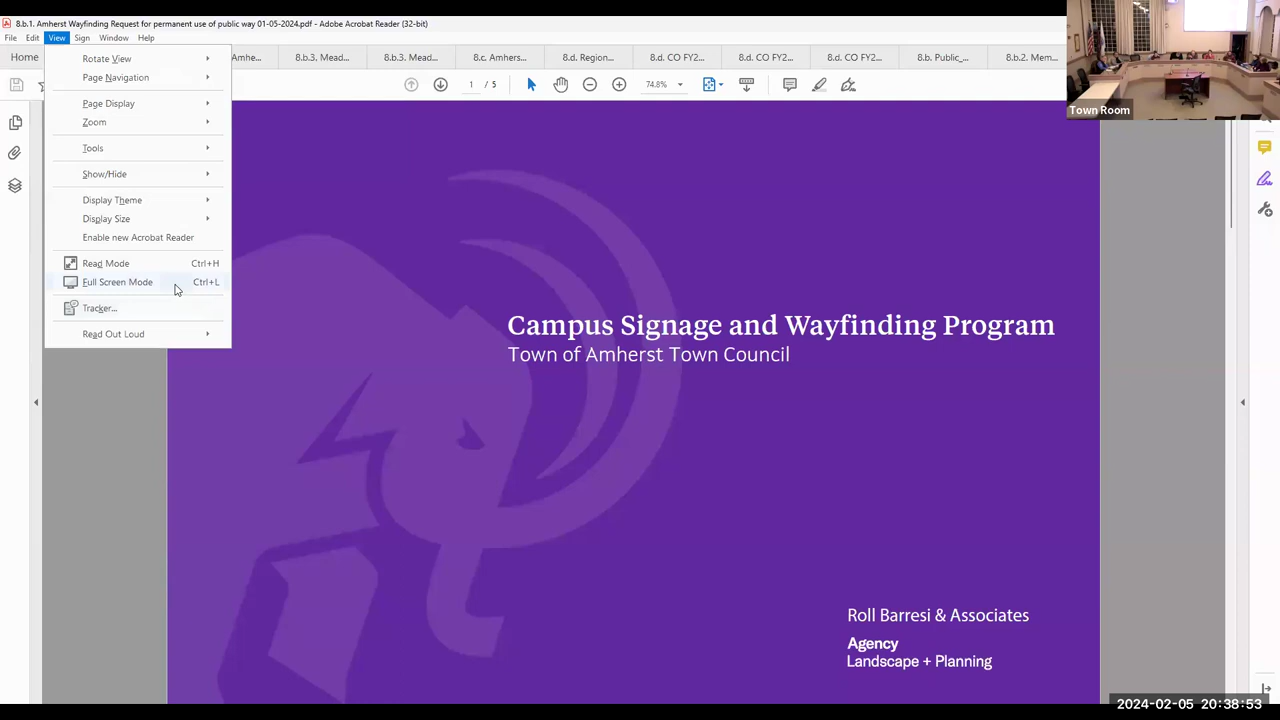 8.b.1. Amherst Wayfinding Request for permanent use of public way 01-05-2024.pdf - Adobe Acrobat Reader (32-bit)
File Edit View Sign Window Help
Home Amhe... 8.b.3. Mead... 8.b.3. Mead... 5.c. Amhers... 8.d. Region... 8.d. CO FY2... 8.d. CO FY2... 8.d. CO FY2... 8.b. Public_... 8.b.2. Mem...
1 5 74.8%
Rotate View
Page Navigation
Page Display
Zoom
Tools
Show/Hide
Display Theme
Display Size
Enable new Acrobat Reader
Read Mode Ctrl+H
Full Screen Mode Ctrl+L
Tracker...
Read Out Loud
Town Room
Campus Signage and Wayfinding Program
Town of Amherst Town Council
Roll Barresi & Associates
Agency
Landscape + Planning
2024-02-05 20:38:53